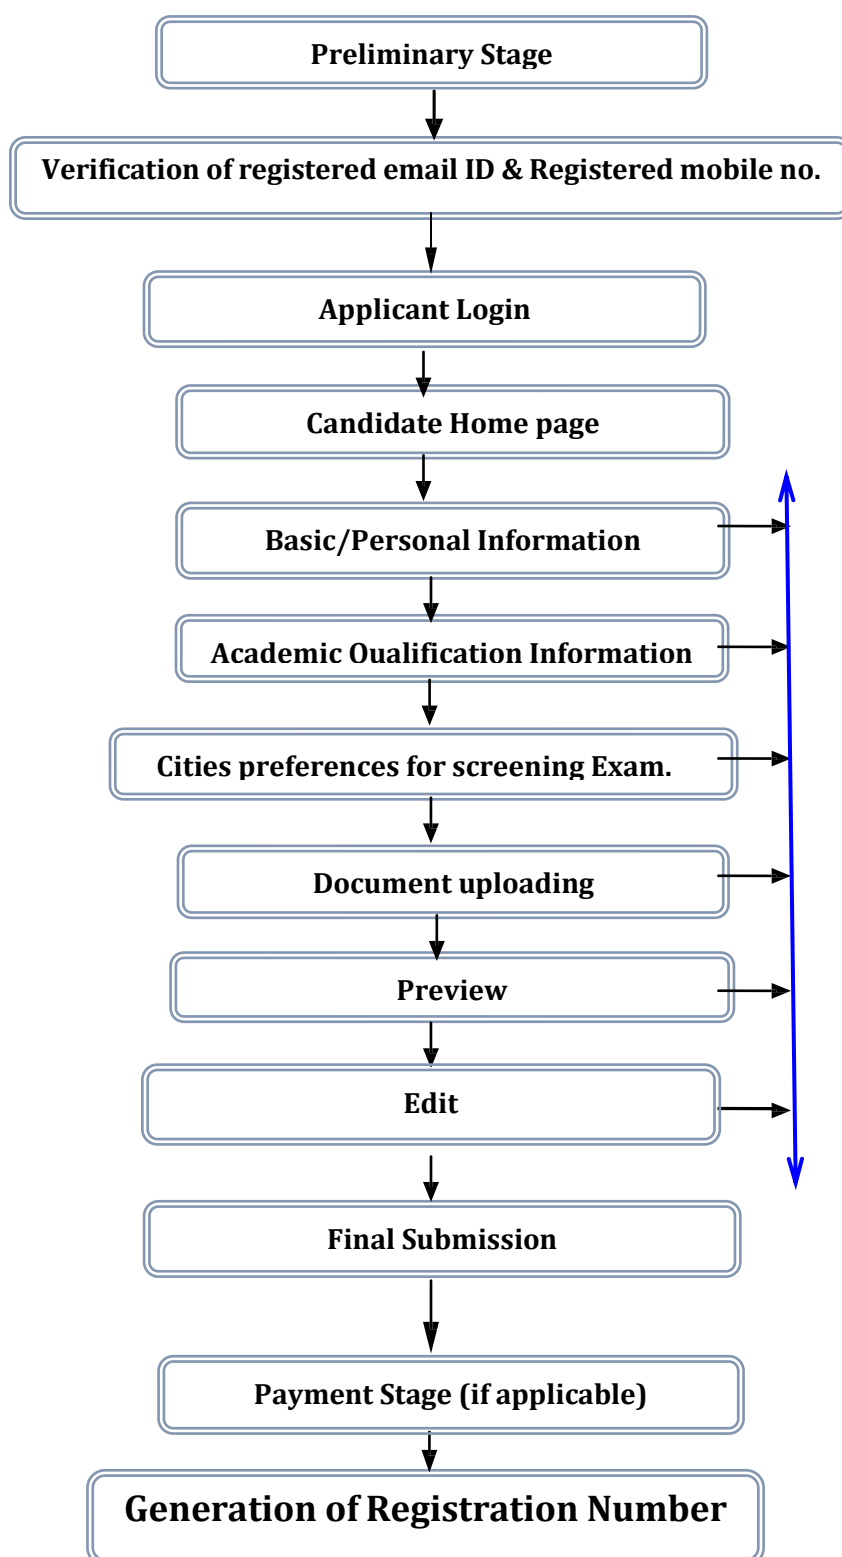 Preliminary Stage
Verification of registered email ID & Registered mobile no.
Applicant Login
Candidate Home page
Basic/Personal Information
Academic Qualification Information
Cities preferences for screening Exam.
Document uploading
Preview
Edit
Final Submission
Payment Stage (if applicable)
Generation of Registration Number